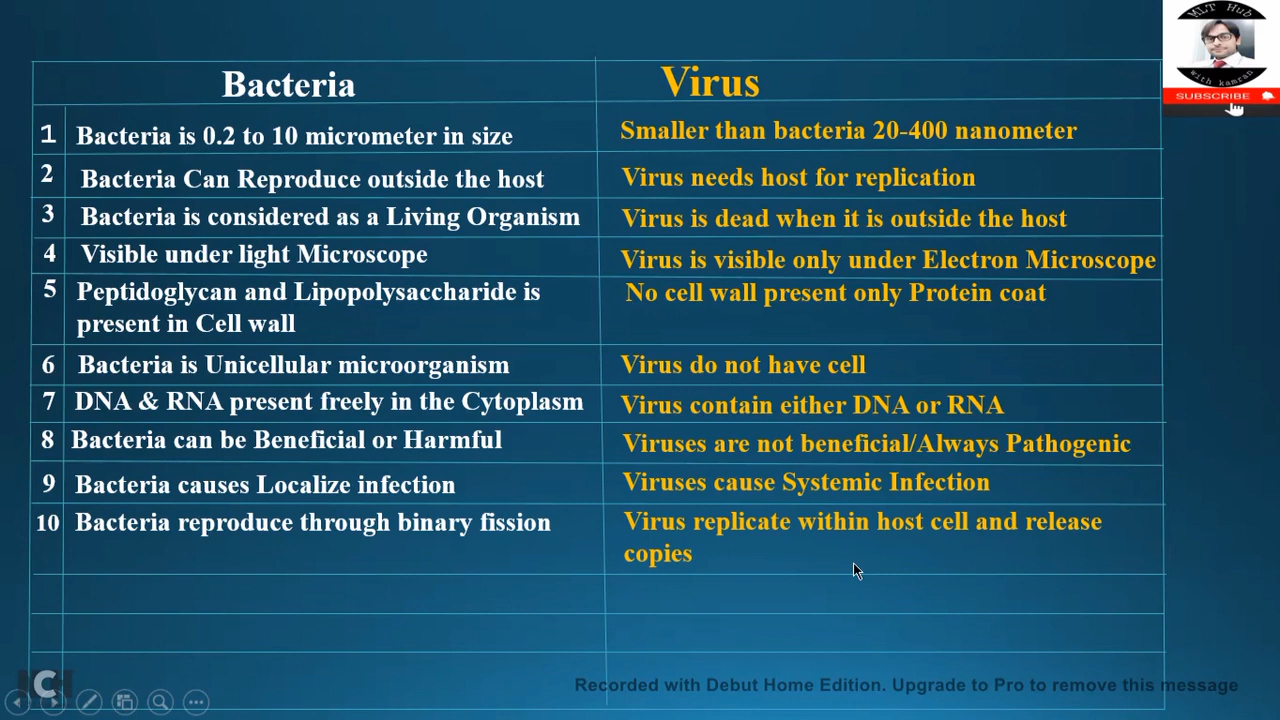 MLT Hub
with kamran
SUBSCRIBE
Bacteria Virus
1 Bacteria is 0.2 to 10 micrometer in size Smaller than bacteria 20-400 nanometer
2 Bacteria Can Reproduce outside the host Virus needs host for replication
3 Bacteria is considered as a Living Organism Virus is dead when it is outside the host
4 Visible under light Microscope Virus is visible only under Electron Microscope
5 Peptidoglycan and Lipopolysaccharide is No cell wall present only Protein coat
present in Cell wall
6 Bacteria is Unicellular microorganism Virus do not have cell
7 DNA & RNA present freely in the Cytoplasm Virus contain either DNA or RNA
8 Bacteria can be Beneficial or Harmful Viruses are not beneficial/Always Pathogenic
9 Bacteria causes Localize infection Viruses cause Systemic Infection
10 Bacteria reproduce through binary fission Virus replicate within host cell and release
copies
Recorded with Debut Home Edition. Upgrade to Pro to remove this message